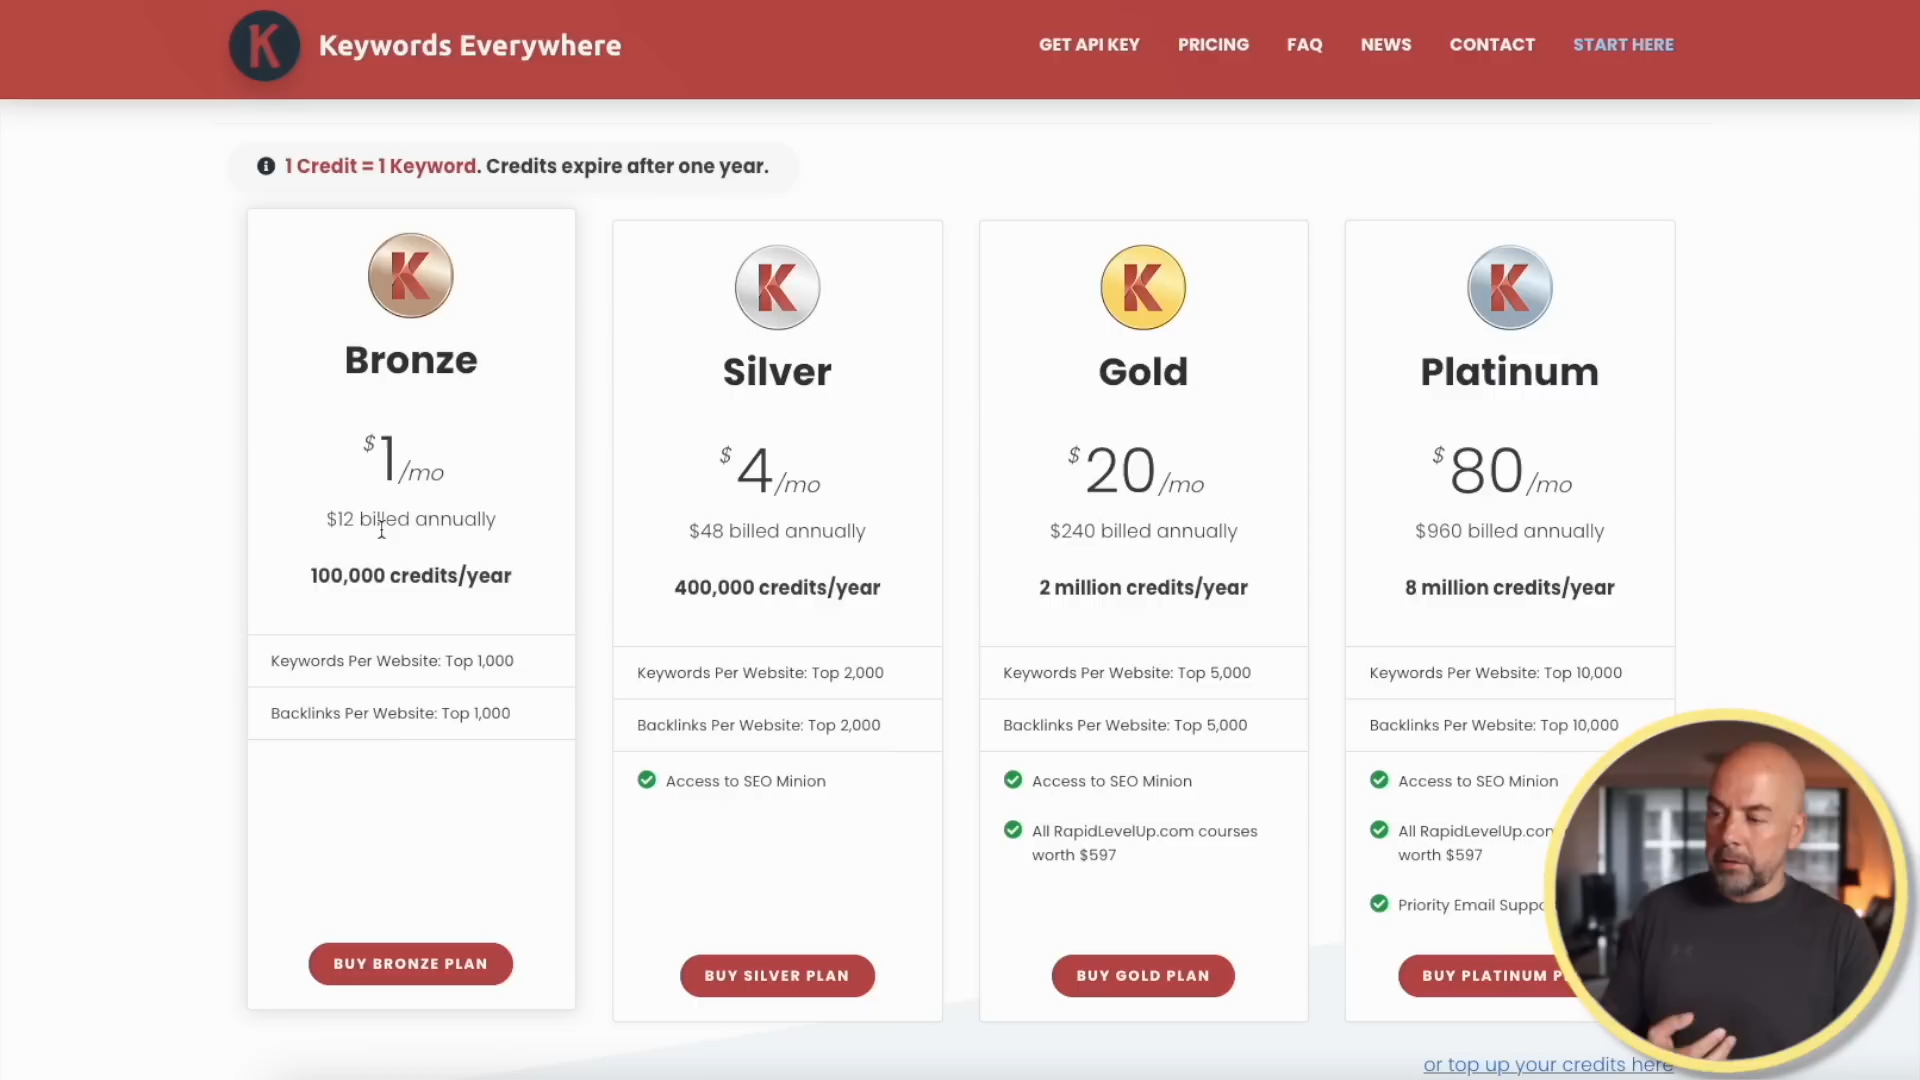 Keywords Everywhere
GET API KEY
PRICING
FAQ
NEWS
CONTACT
START HERE
1 Credit = 1 Keyword. Credits expire after one year.
Bronze
$1/mo
$12 billed annually
100,000 credits/year
Keywords Per Website: Top 1,000
Backlinks Per Website: Top 1,000
BUY BRONZE PLAN
Silver
$4/mo
$48 billed annually
400,000 credits/year
Keywords Per Website: Top 2,000
Backlinks Per Website: Top 2,000
Access to SEO Minion
BUY SILVER PLAN
Gold
$20/mo
$240 billed annually
2 million credits/year
Keywords Per Website: Top 5,000
Backlinks Per Website: Top 5,000
Access to SEO Minion
All RapidLevelUp.com courses
worth $597
BUY GOLD PLAN
Platinum
$80/mo
$960 billed annually
8 million credits/year
Keywords Per Website: Top 10,000
Backlinks Per Website: Top 10,000
Access to SEO Minion
All
worth $597
Priority Email
BUY PLATINUM
or top up your credits here